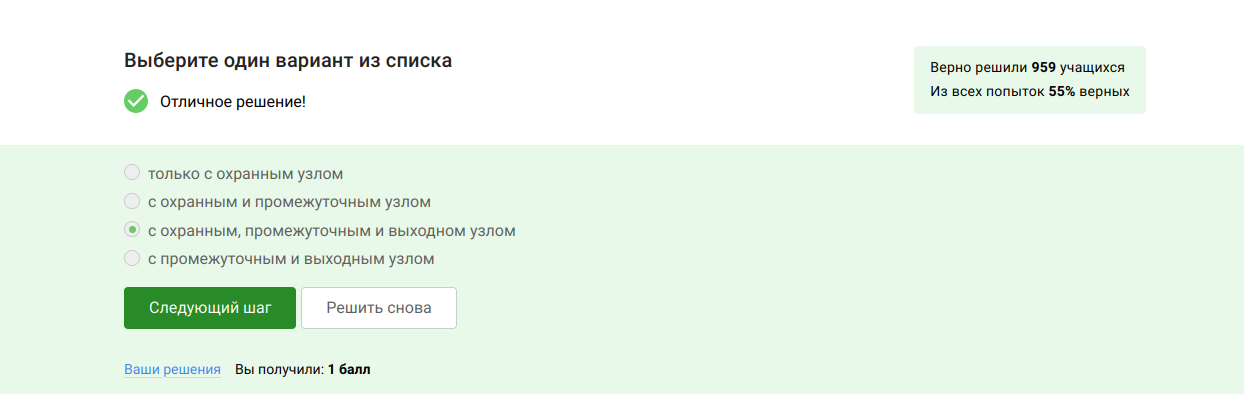 Выберите один вариант из списка
Отличное решение!
Верно решили 959 учащихся
Из всех попыток 55% верных
только с охранным узлом
с охранным и промежуточным узлом
с охранным, промежуточным и выходном узлом
с промежуточным и выходным узлом
Следующий шаг Решить снова
Ваши решения Вы получили: 1 балл